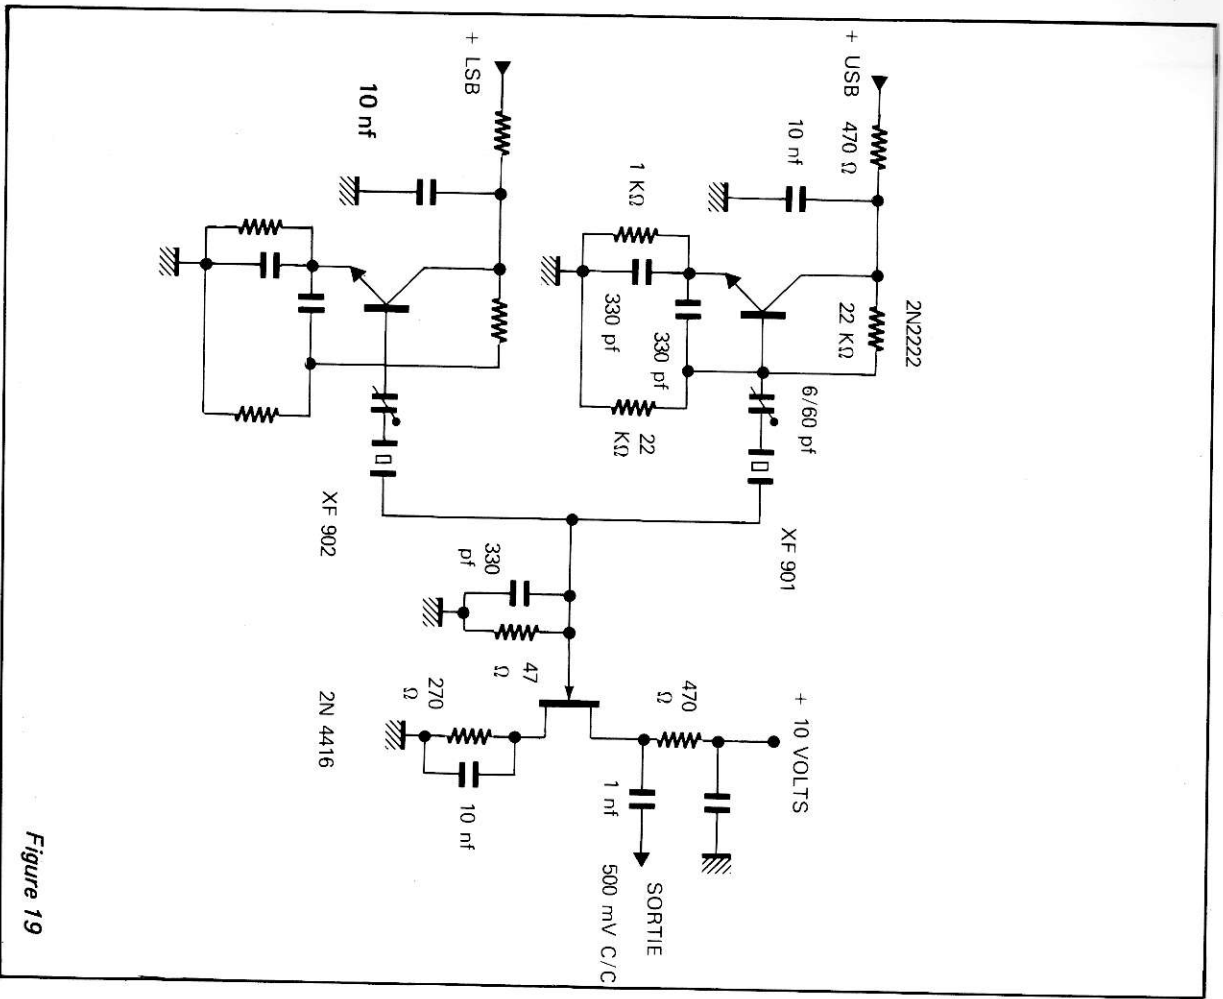 + USB
470 Ω
10 nf
2N2222
22 KΩ
1 KΩ
330 pf
330 pf
22
KΩ
6/60 pf
XF 901
+ LSB
10 nf
XF 902
330
pf
47
Ω
270
Ω
2N 4416
10 nf
470
Ω
+ 10 VOLTS
1 nf
SORTIE
500 mV C/C
Figure 19